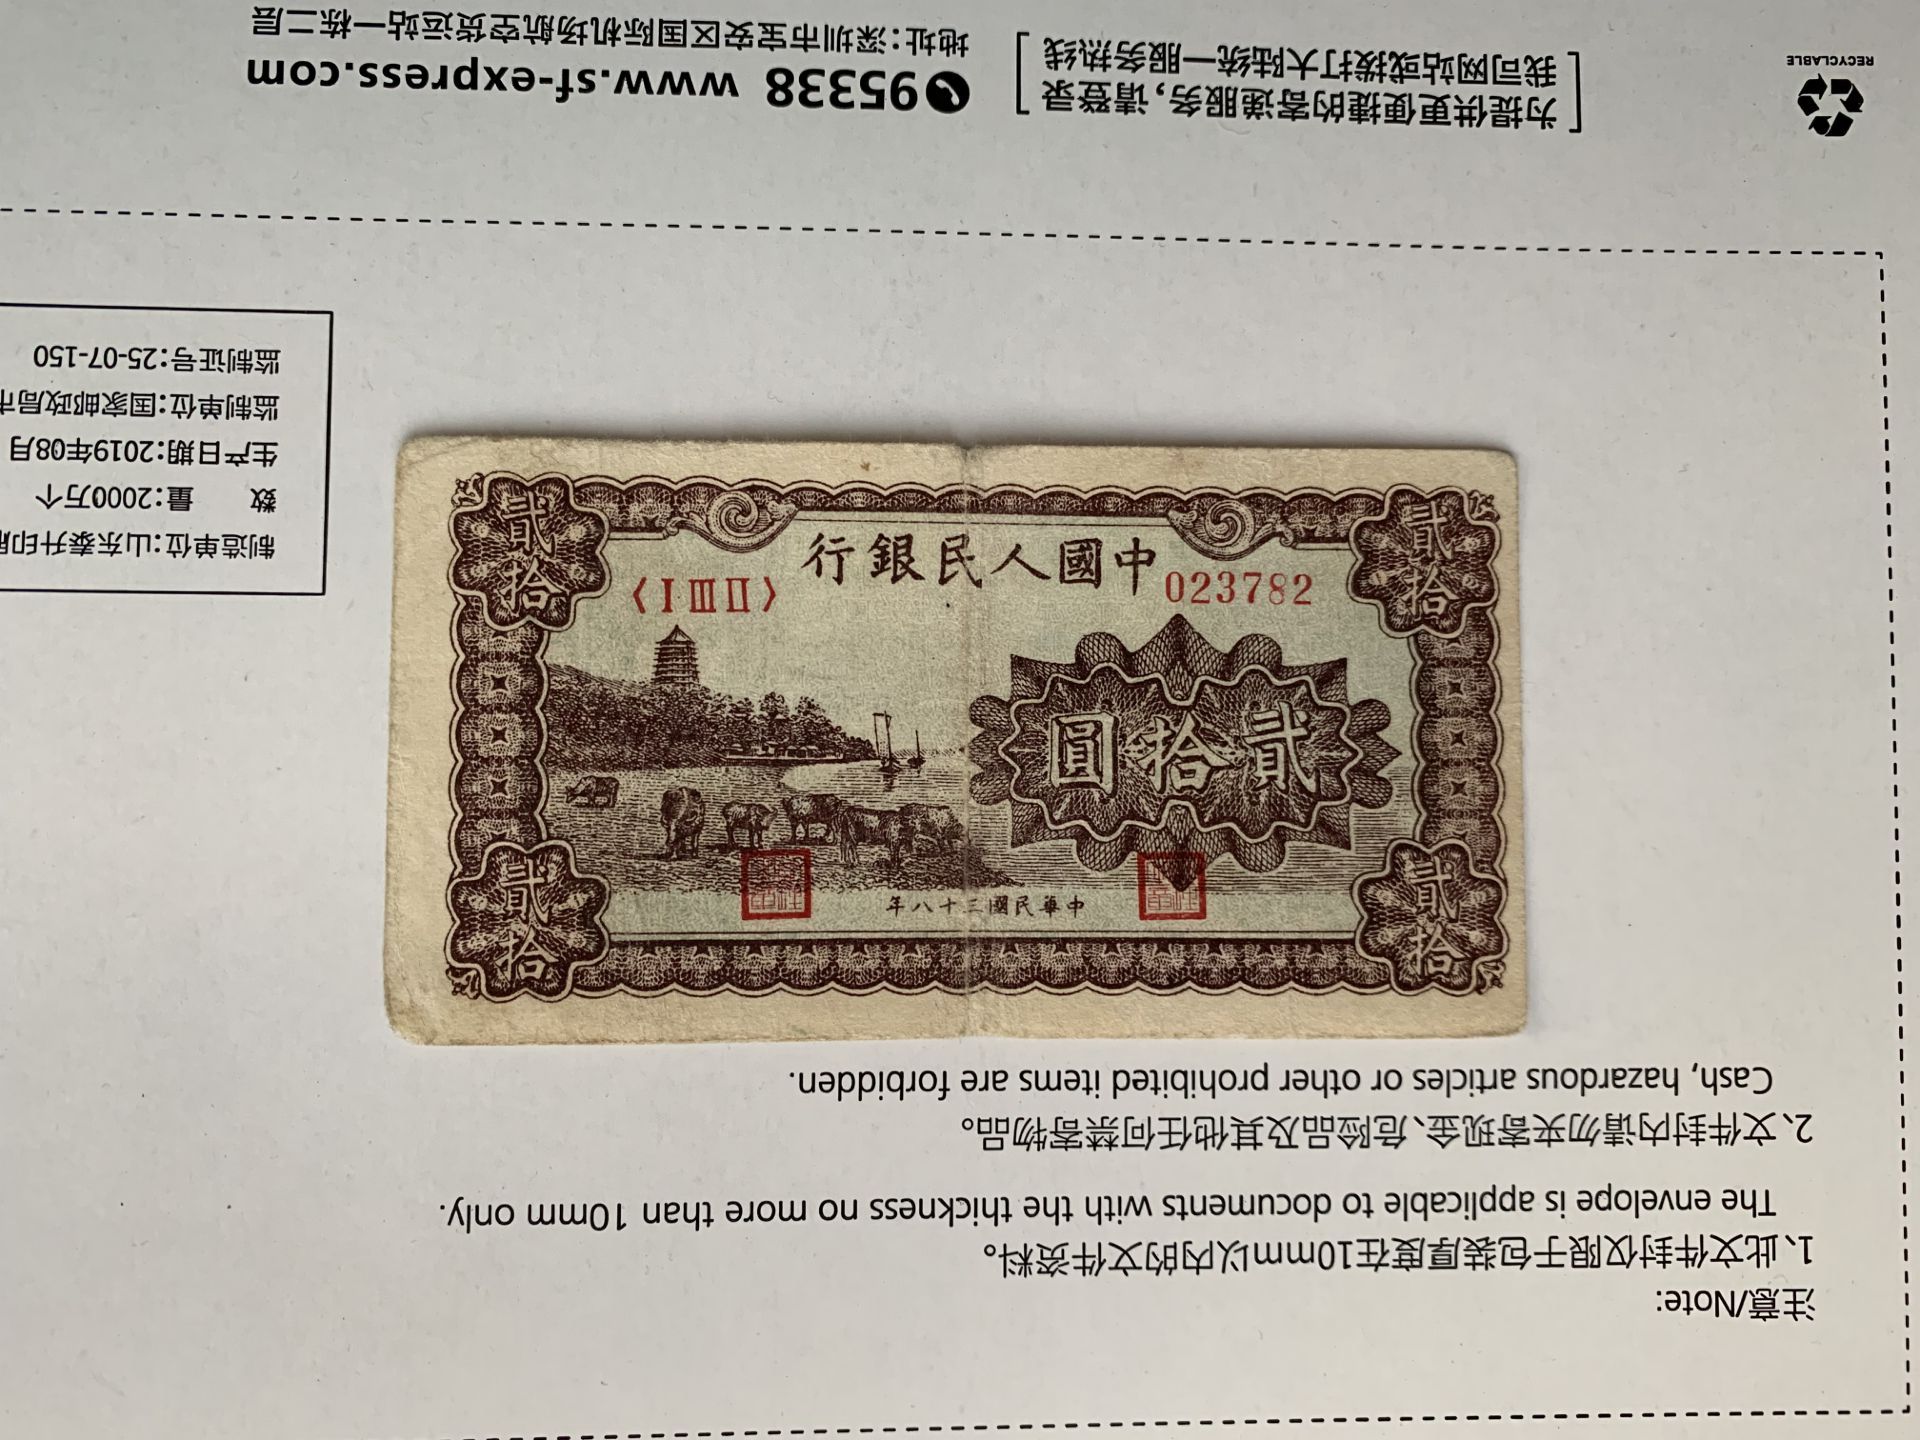 中國人民銀行
〈I III II〉
023782
貳拾
貳拾
貳拾圓
貳拾
貳拾
中華民國三十八年
注意/Note:
1、此文件封仅限于包装厚度在10mm以内的文件资料。
The envelope is applicable to documents with the thickness no more than 10mm only.
2、文件封内请勿夹寄现金、危险品及其他任何禁寄物品。
Cash, hazardous articles or other prohibited items are forbidden.
制造单位:山东泰升印
数 量:2000万个
生产日期:2019年08月
监制单位:国家邮政局市
监制证号:25-07-150
RECYCLABLE
为提供更便捷的寄递服务,请登录
我司网站或拨打大陆统一服务热线
95338 www.sf-express.com
地址:深圳市宝安区国际机场航空货运站一栋二层